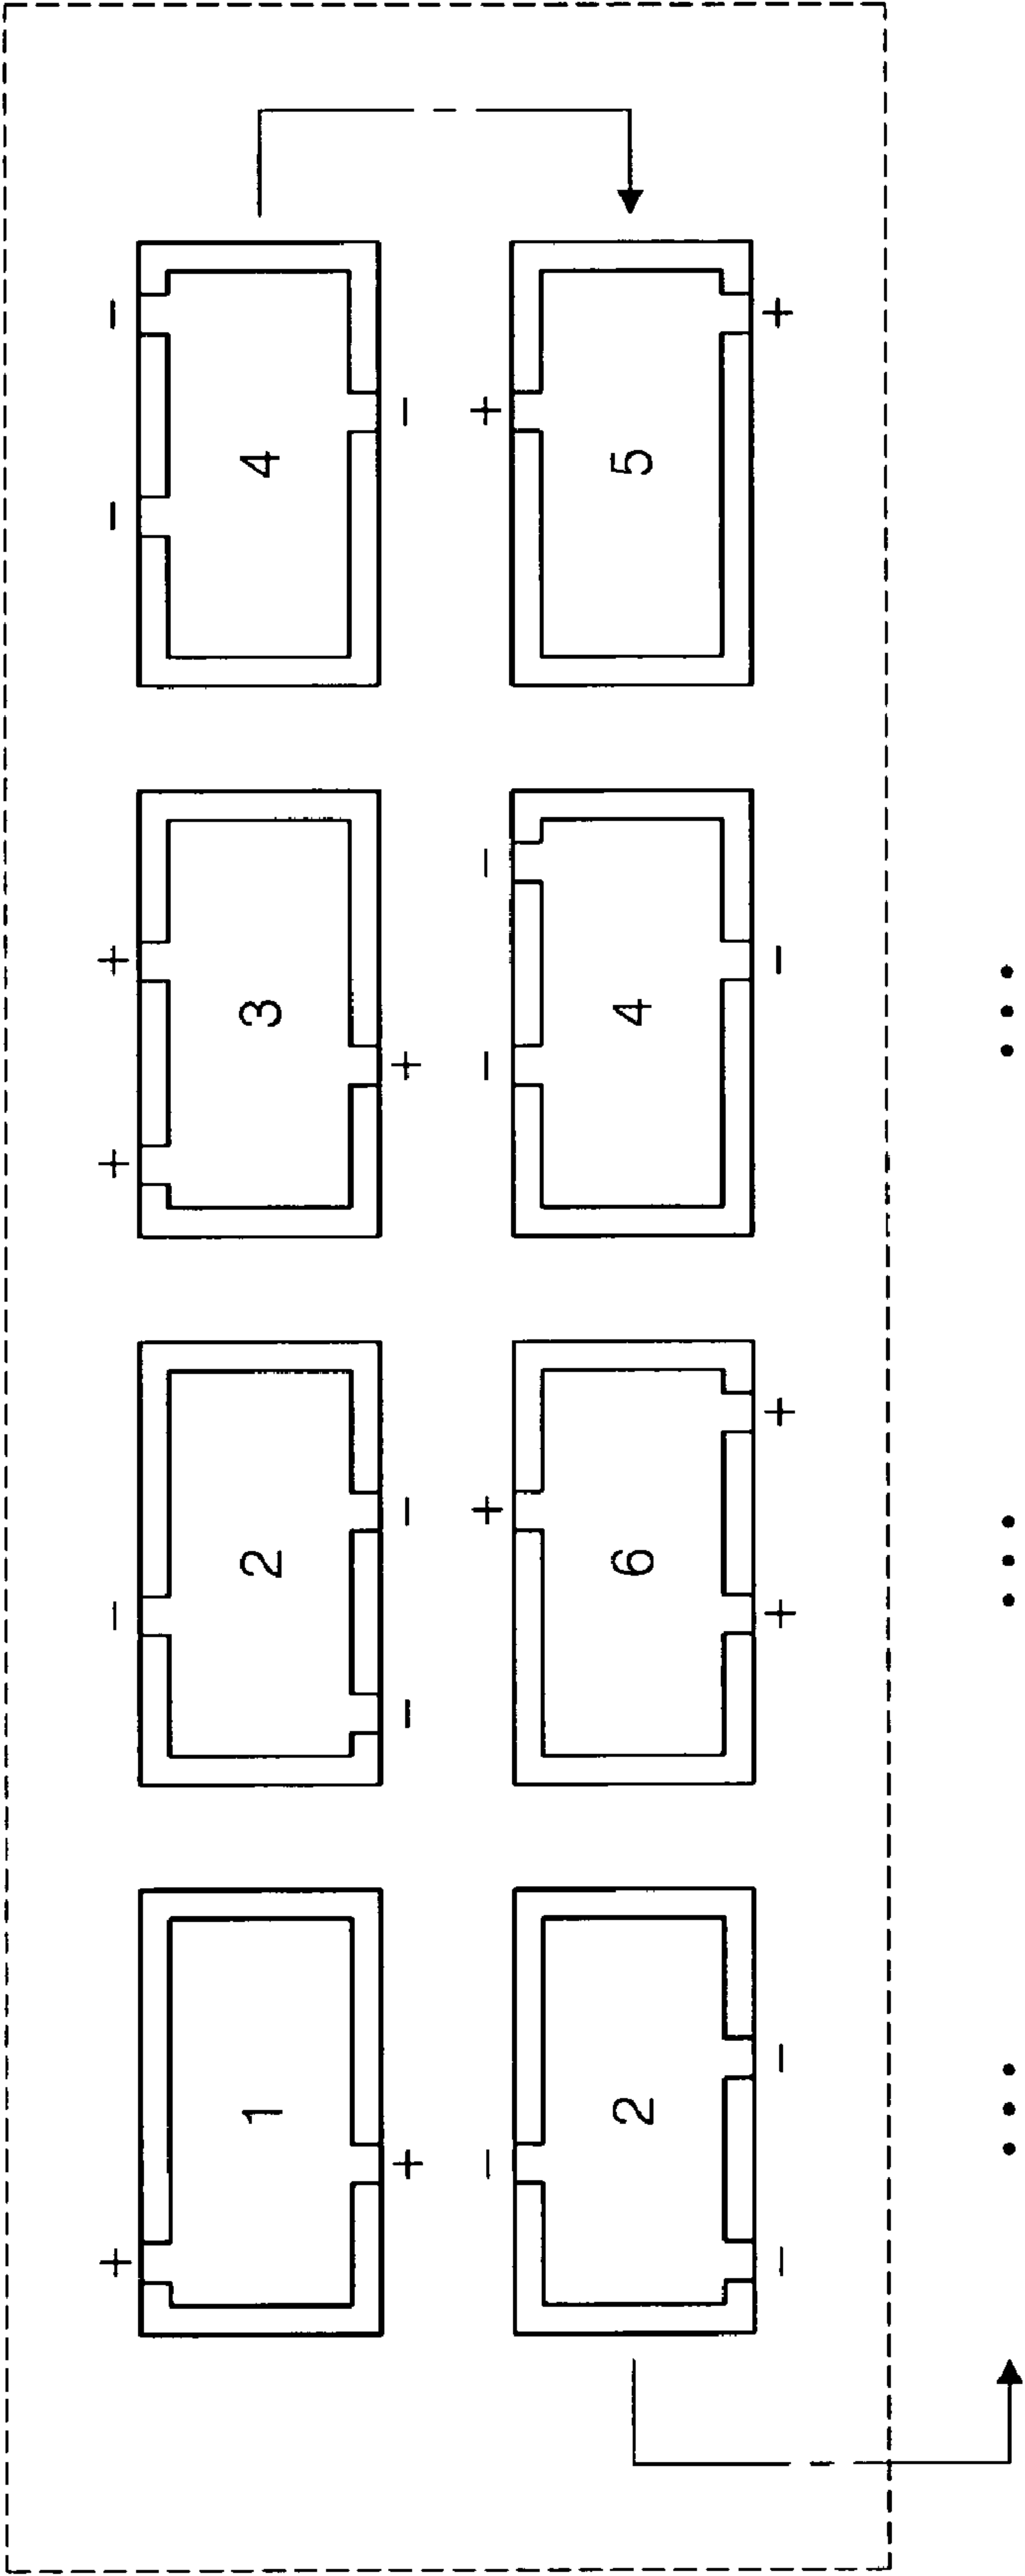 + − + + − −
1 2 3 4
+ − − + −
− + − − +
2 6 4 5
− − + + − +